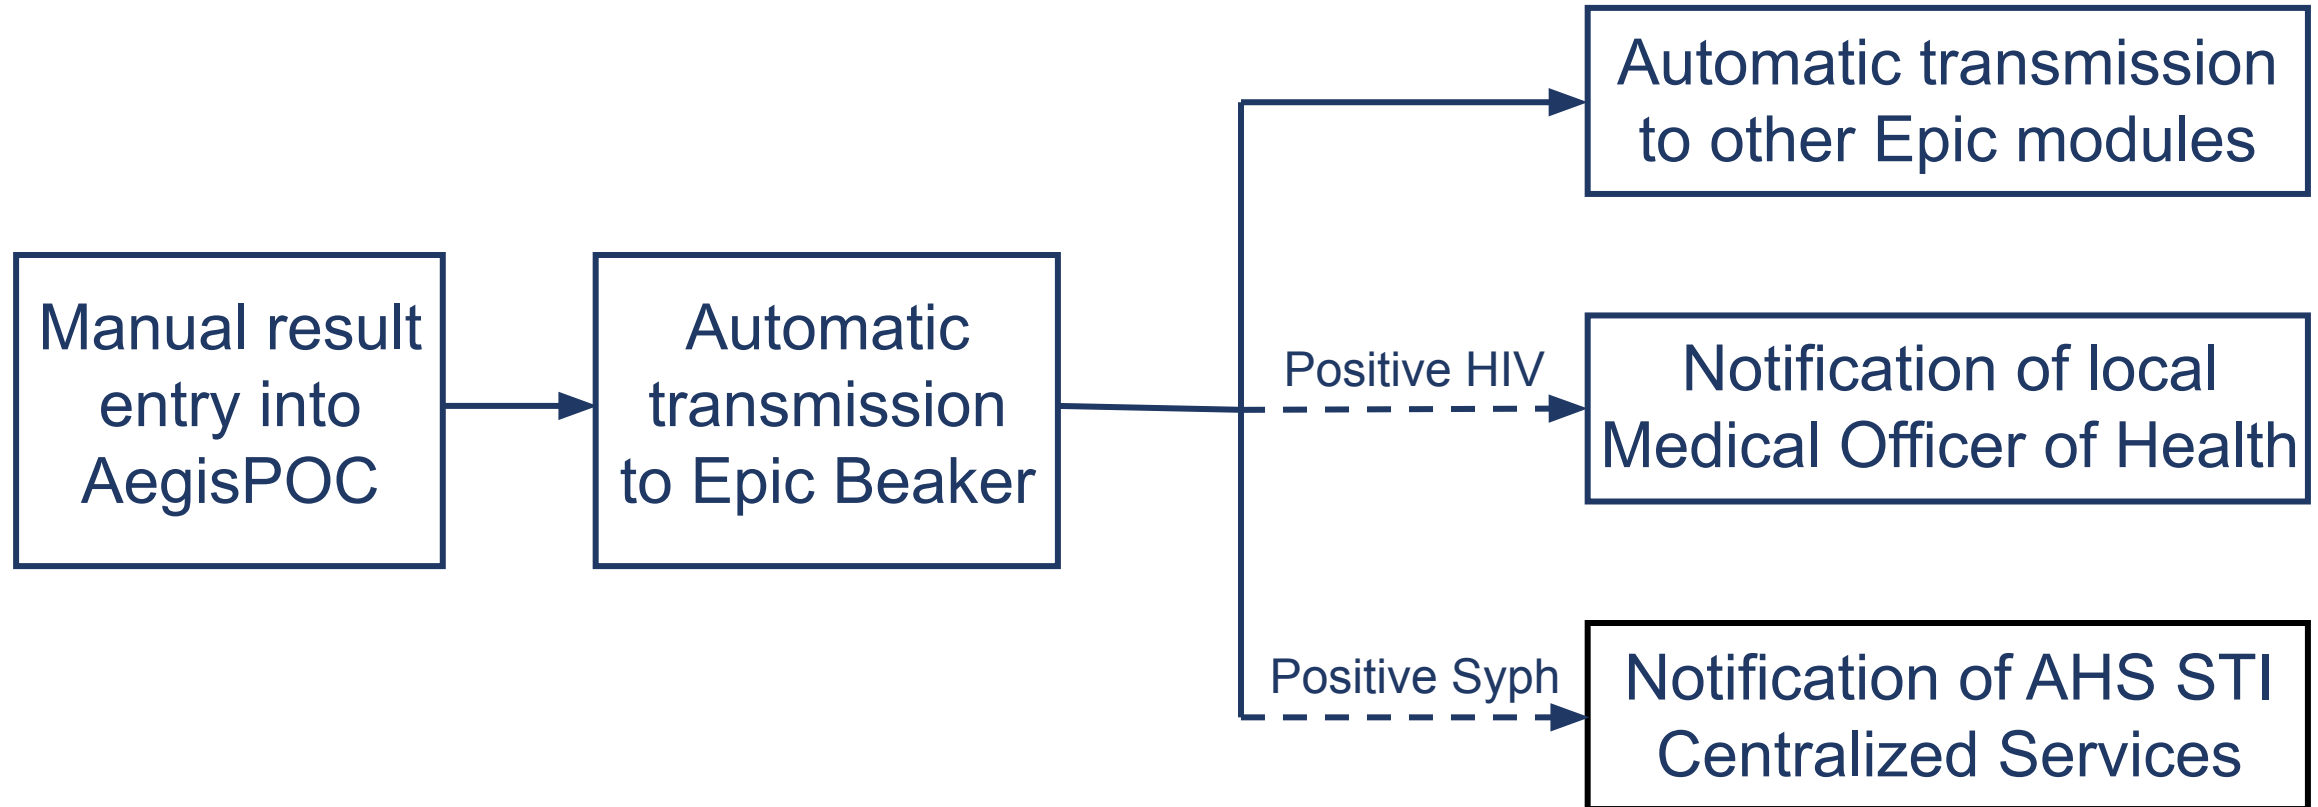 Manual result
entry into
AegisPOC
Automatic
transmission
to Epic Beaker
Automatic transmission
to other Epic modules
Positive HIV
Notification of local
Medical Officer of Health
Positive Syph
Notification of AHS STI
Centralized Services